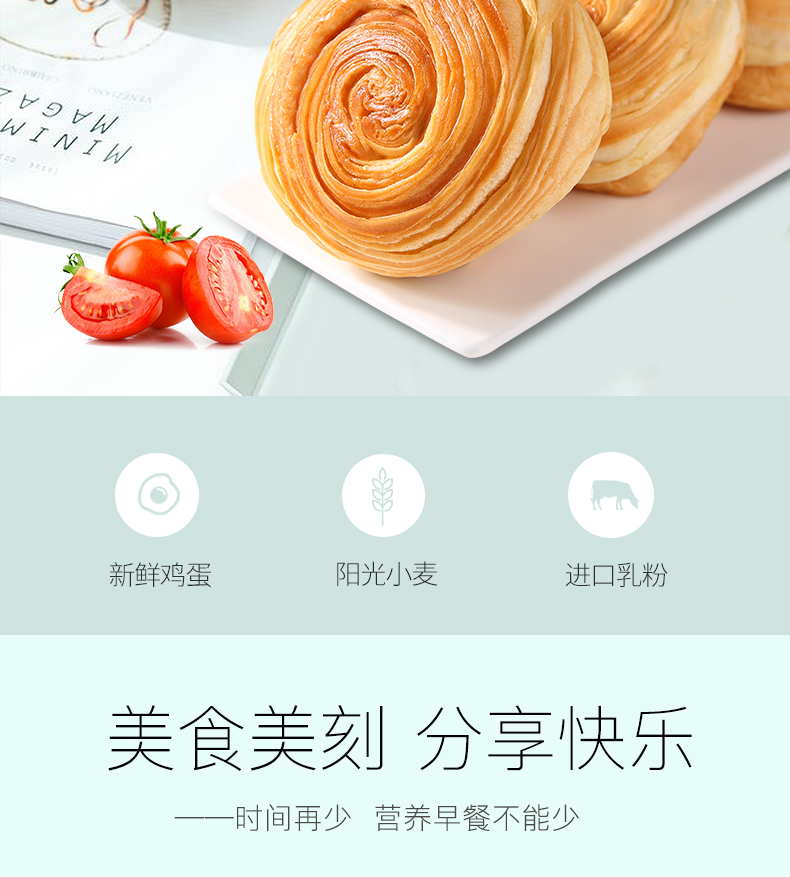 MINIM
MAGAZ
VENEZIANO
新鲜鸡蛋
阳光小麦
进口乳粉
美食美刻 分享快乐
——时间再少 营养早餐不能少